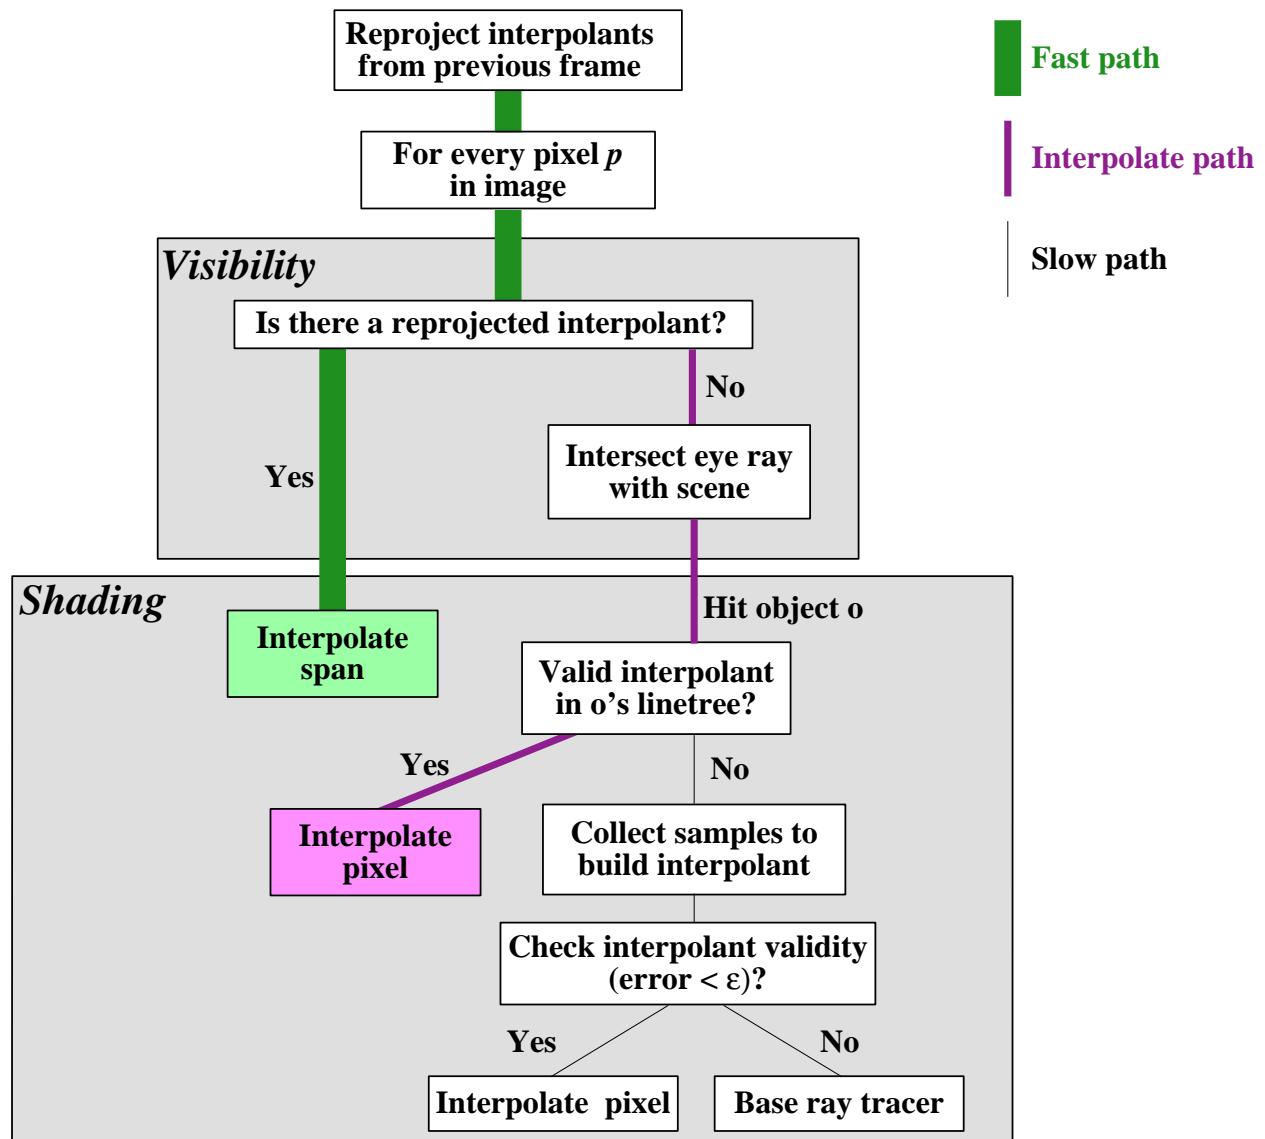 Reproject interpolants
from previous frame
For every pixel p
in image
Fast path
Interpolate path
Slow path
Visibility
Is there a reprojected interpolant?
No
Yes
Intersect eye ray
with scene
Shading
Hit object o
Interpolate
span
Valid interpolant
in o’s linetree?
Yes
No
Interpolate
pixel
Collect samples to
build interpolant
Check interpolant validity
(error < ε)?
Yes
No
Interpolate pixel
Base ray tracer